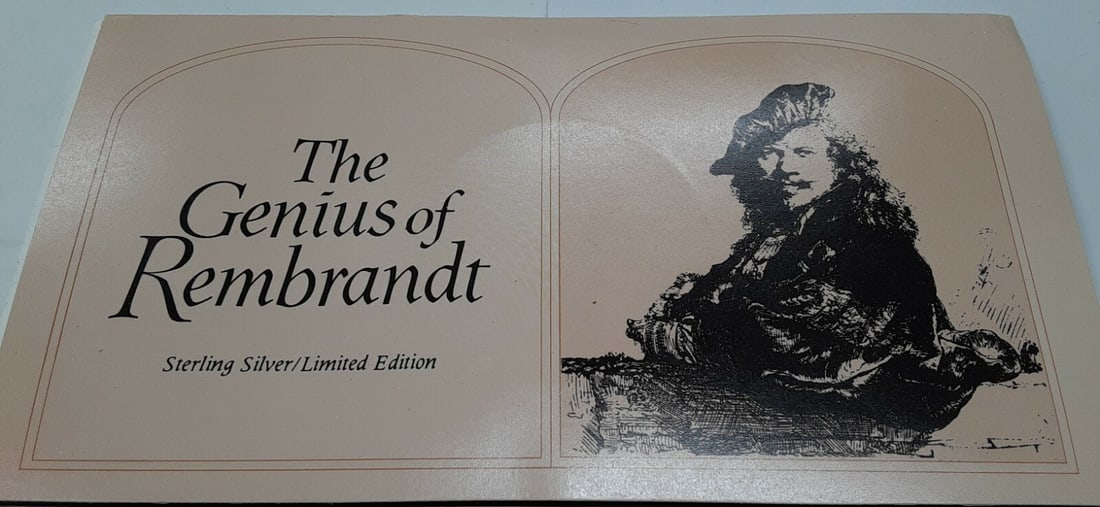 The
Genius of
Rembrandt
Sterling Silver/Limited Edition